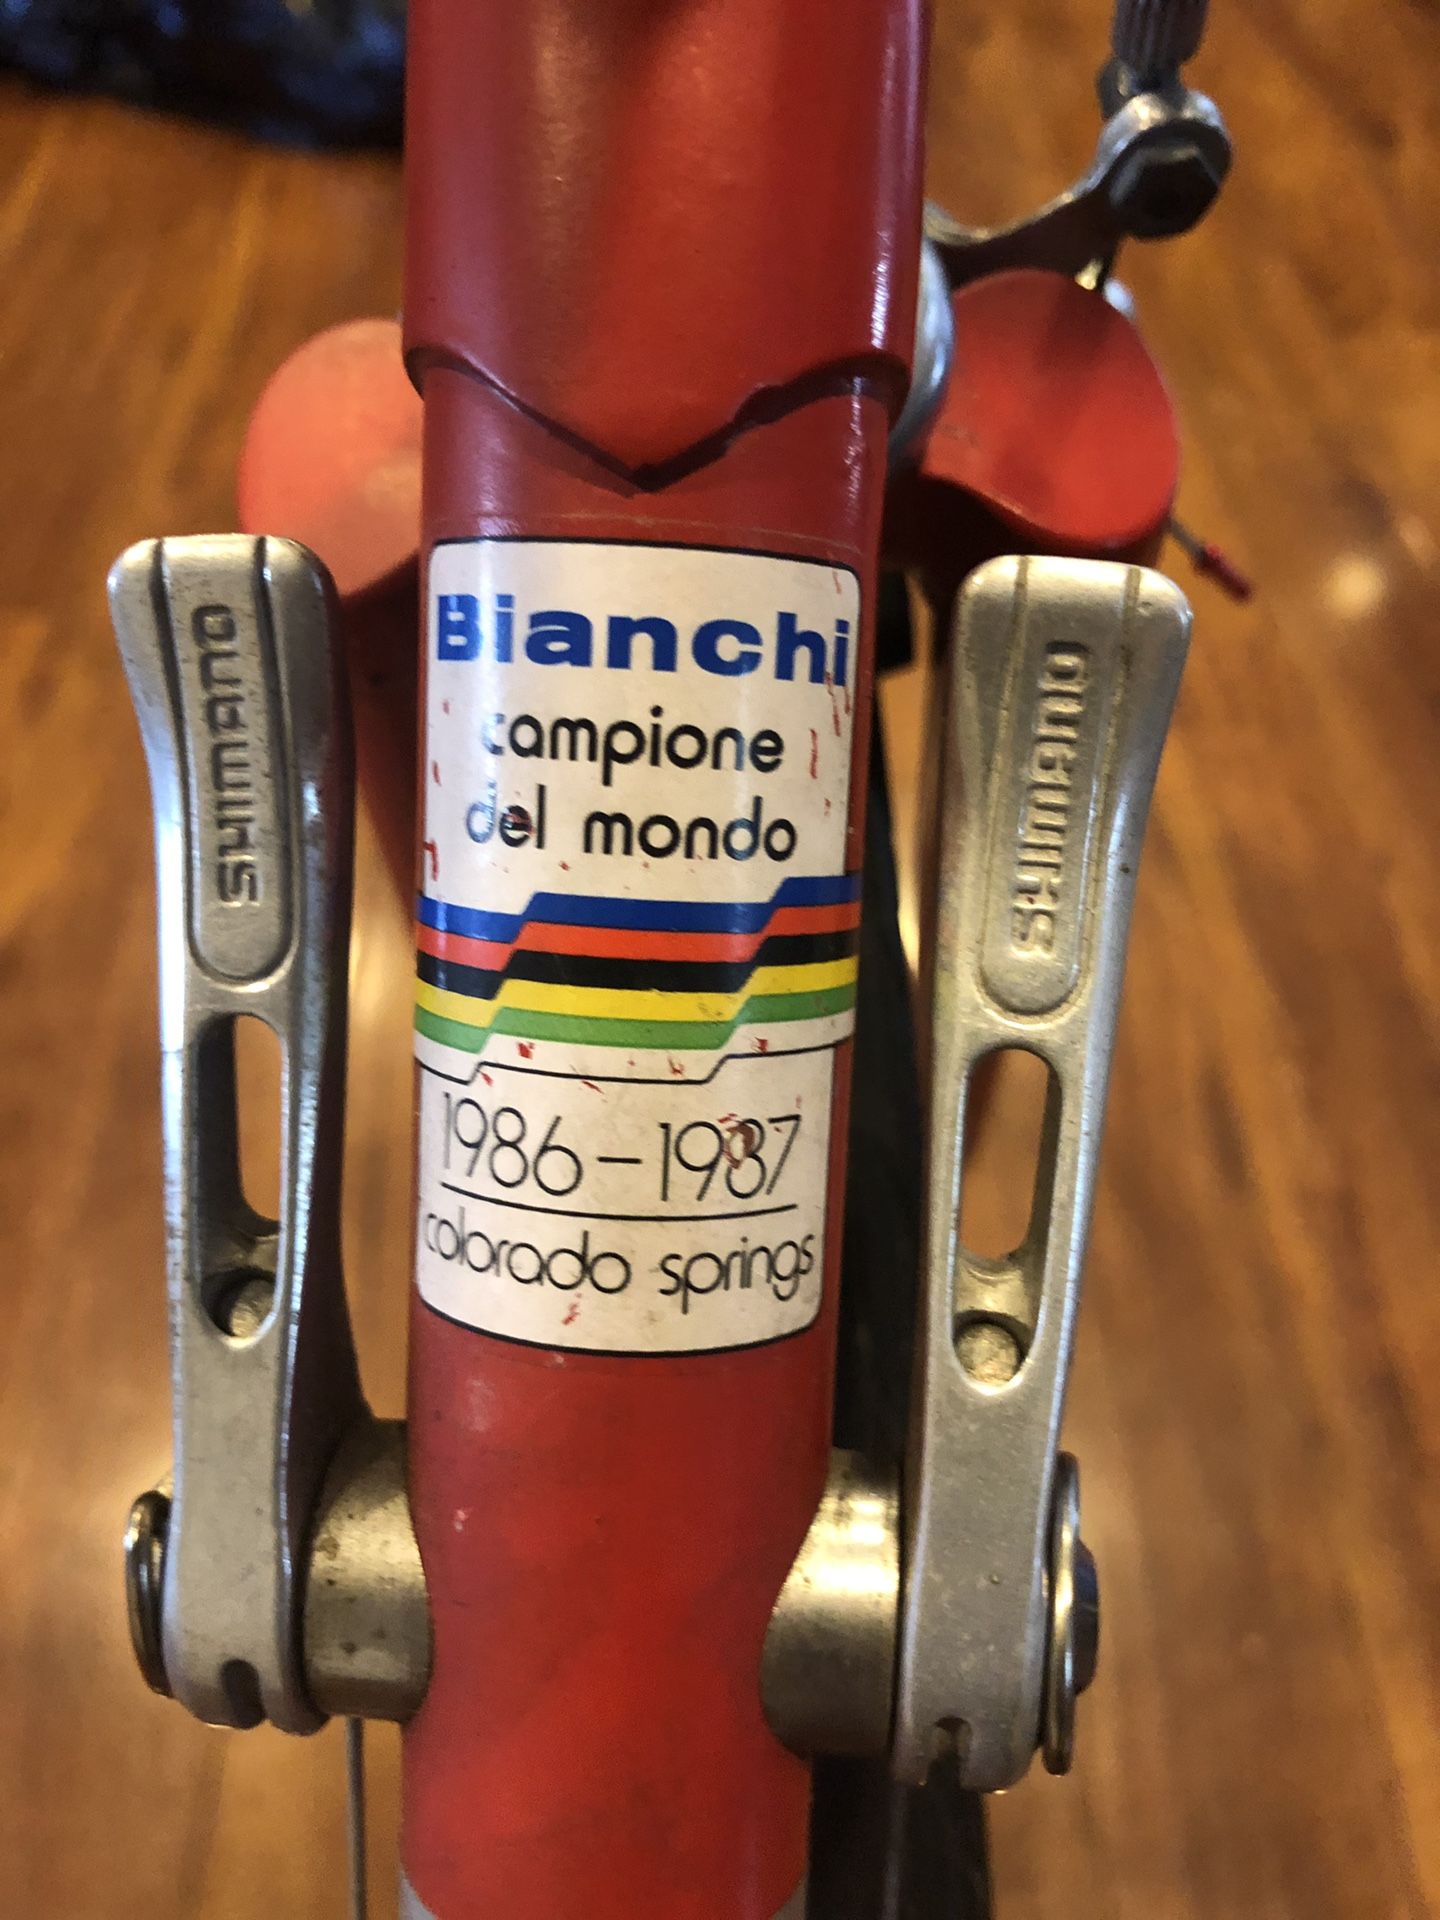 SHIMANO
Bianchi
campione
del mondo
1986-1987
colorado springs
SHIMANO